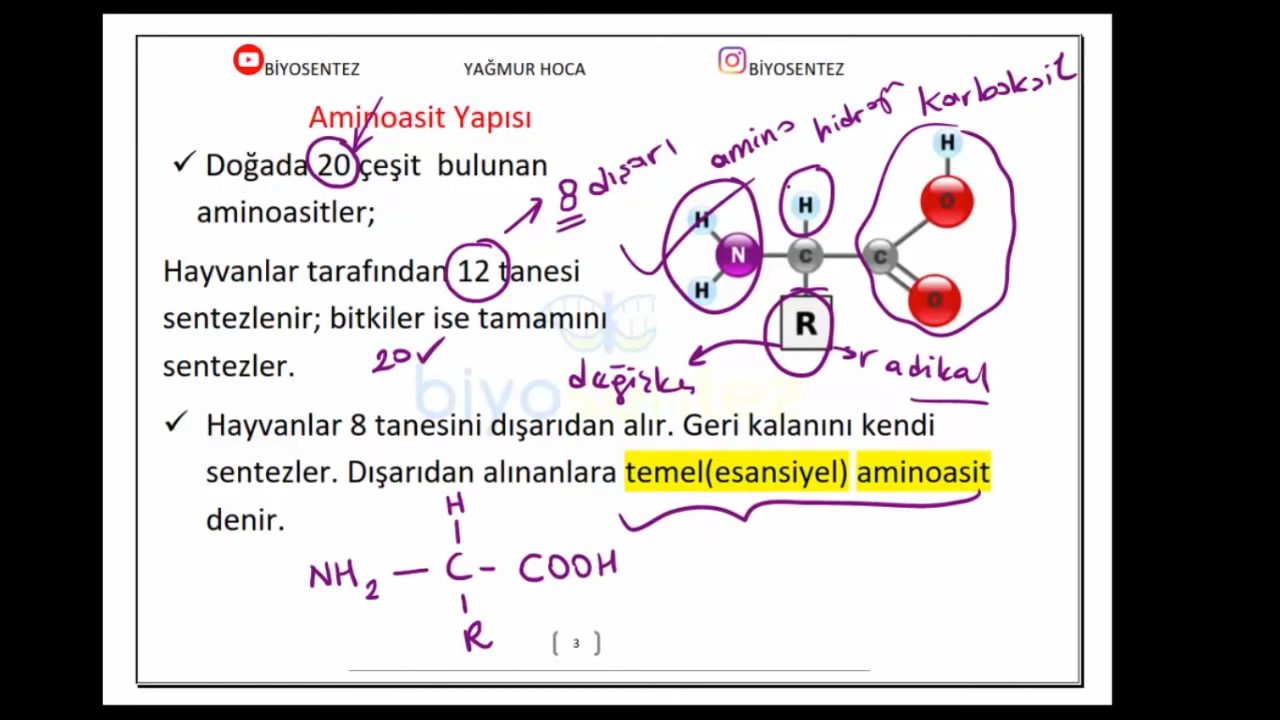 BİYOSENTEZ YAĞMUR HOCA BİYOSENTEZ
Aminoasit Yapısı
✓ Doğada 20 çeşit bulunan
aminoasitler;
8 dışarı
amino hidrof karboksil
Hayvanlar tarafından 12 tanesi
sentezlenir; bitkiler ise tamamını
sentezler.
20 ✓
H H H
N C C O
H R O
değişken
radikal
biyosentez
✓ Hayvanlar 8 tanesini dışarıdan alır. Geri kalanını kendi
sentezler. Dışarıdan alınanlara temel(esansiyel) aminoasit
denir.
H
NH2 — C - COOH
R
3